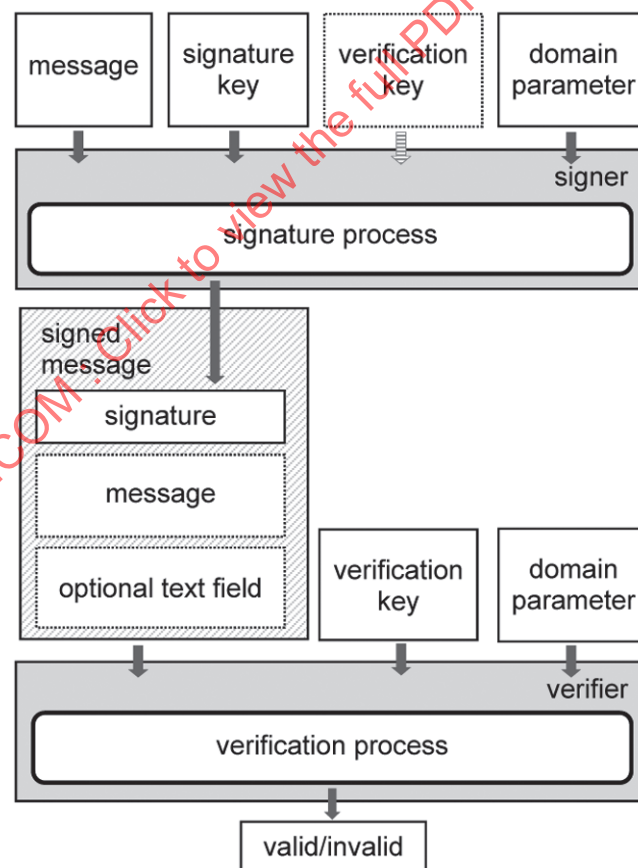 message
signature
key
verification
key
domain
parameter
signer
signature process
signed
message
signature
message
optional text field
verification
key
domain
parameter
verifier
verification process
valid/invalid
COM : Click to view the full PDF